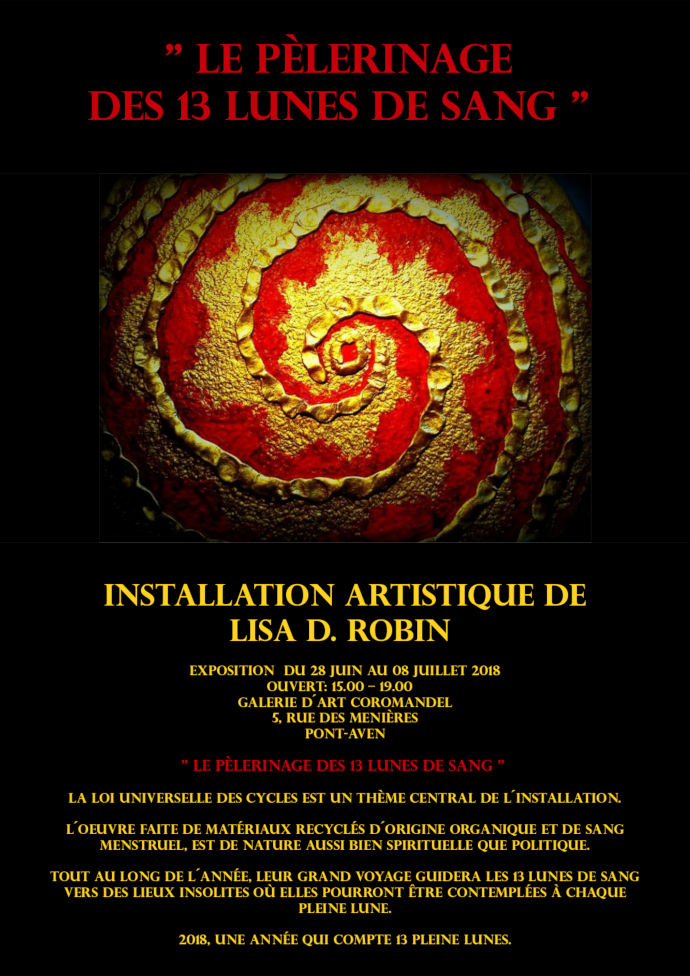 ” LE PÈLERINAGE
DES 13 LUNES DE SANG ”
INSTALLATION ARTISTIQUE DE
LISA D. ROBIN
EXPOSITION DU 28 JUIN AU 08 JUILLET 2018
OUVERT: 15.00 – 19.00
GALERIE D´ART COROMANDEL
5, RUE DES MENIÈRES
PONT-AVEN
” LE PÈLERINAGE DES 13 LUNES DE SANG ”
LA LOI UNIVERSELLE DES CYCLES EST UN THÈME CENTRAL DE L´INSTALLATION.
L´OEUVRE FAITE DE MATÉRIAUX RECYCLÉS D´ORIGINE ORGANIQUE ET DE SANG
MENSTRUEL, EST DE NATURE AUSSI BIEN SPIRITUELLE QUE POLITIQUE.
TOUT AU LONG DE L´ANNÉE, LEUR GRAND VOYAGE GUIDERA LES 13 LUNES DE SANG
VERS DES LIEUX INSOLITES OÙ ELLES POURRONT ÊTRE CONTEMPLÉES À CHAQUE
PLEINE LUNE.
2018, UNE ANNÉE QUI COMPTE 13 PLEINE LUNES.